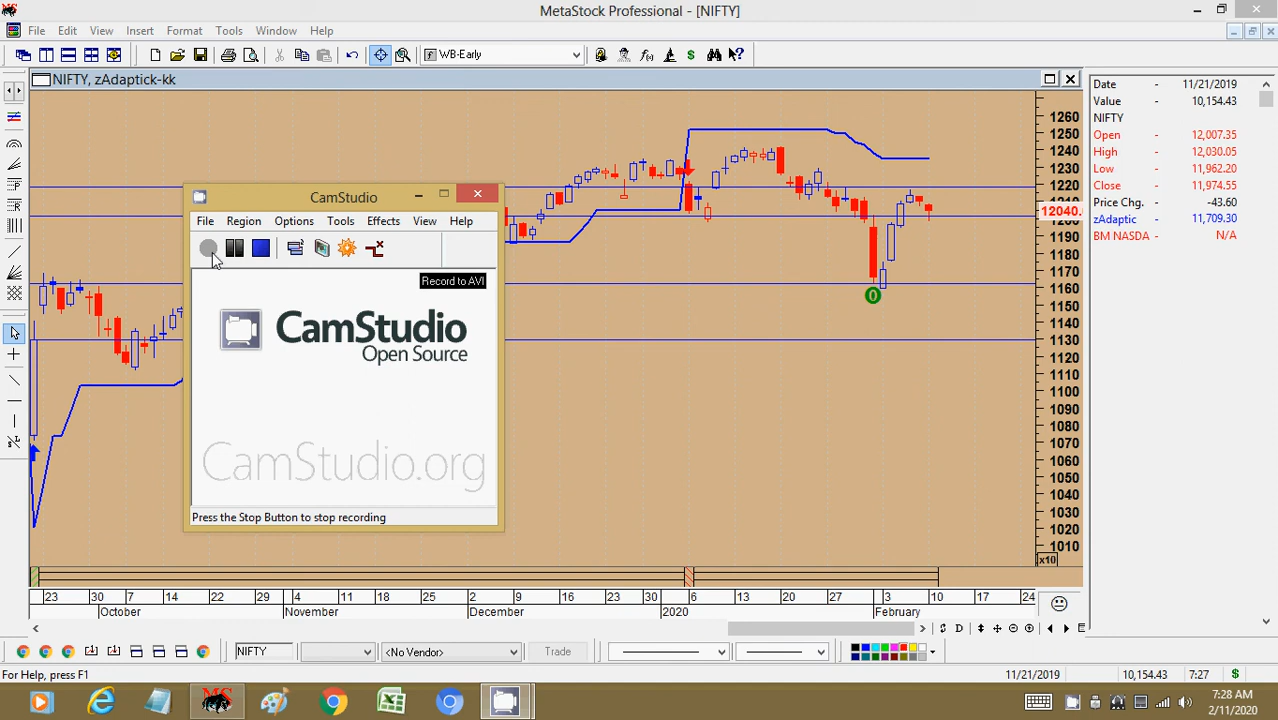 MetaStock Professional - [NIFTY]
File Edit View Insert Format Tools Window Help
WB-Early
NIFTY, zAdaptick-kk
Date - 11/21/2019
Value - 10,154.43
NIFTY
Open - 12,007.35
High - 12,030.05
Low - 11,962.20
Close - 11,974.55
Price Chg. - -43.60
zAdaptic - 11,709.30
BM NASDA - N/A
1260
1250
1240
1230
1220
12040.
1190
1180
1170
1160
1150
1140
1130
1120
1110
1100
1090
1080
1070
1060
1050
1040
1030
1020
1010
x10
CamStudio
File Region Options Tools Effects View Help
Record to AVI
CamStudio
Open Source
CamStudio.org
Press the Stop Button to stop recording
0
23 30 7 14 22 29 4 11 18 25 2 9 16 23 30 6 13 20 27 3 10 17 24
October November December 2020 February
D
NIFTY <No Vendor> Trade
For Help, press F1
11/21/2019 10,154.43 7:27 $
MS
7:28 AM
2/11/2020